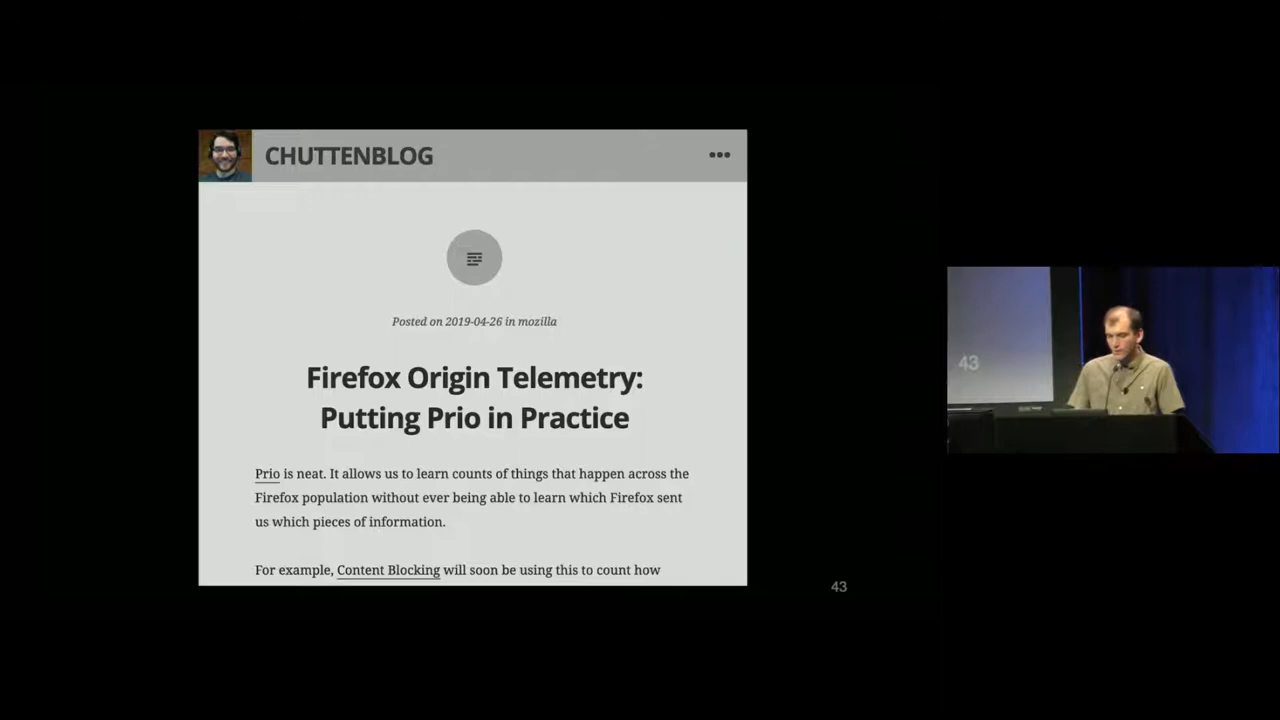 CHUTTENBLOG
Posted on 2019-04-26 in mozilla
Firefox Origin Telemetry:
Putting Prio in Practice
Prio is neat. It allows us to learn counts of things that happen across the
Firefox population without ever being able to learn which Firefox sent
us which pieces of information.
For example, Content Blocking will soon be using this to count how
43
43